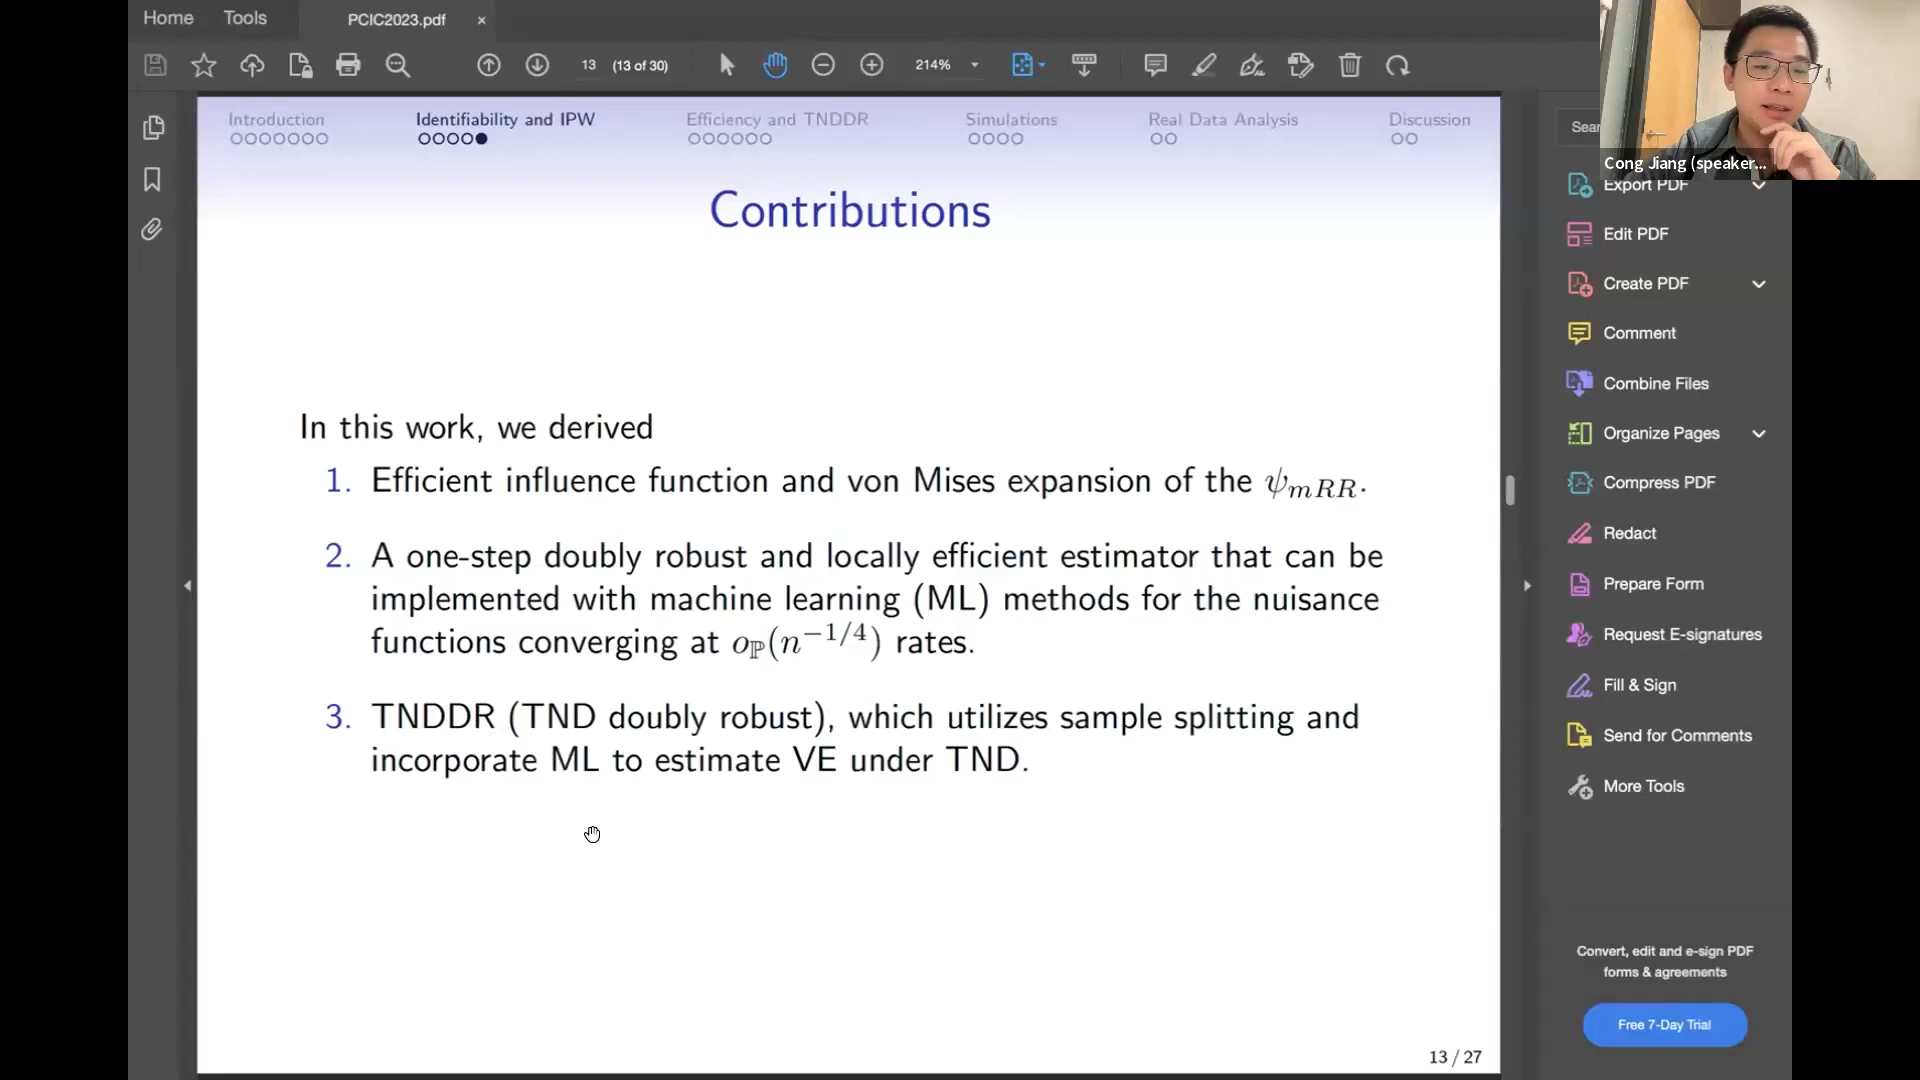 Home Tools PCIC2023.pdf ×
13 (13 of 30) 214%
Introduction Identifiability and IPW Efficiency and TNDDR Simulations Real Data Analysis Discussion
Contributions
In this work, we derived
1. Efficient influence function and von Mises expansion of the ψ_mRR.
2. A one-step doubly robust and locally efficient estimator that can be
implemented with machine learning (ML) methods for the nuisance
functions converging at o_ℙ(n^{-1/4}) rates.
3. TNDDR (TND doubly robust), which utilizes sample splitting and
incorporate ML to estimate VE under TND.
13 / 27
Cong Jiang (speaker...
Sear
Export PDF
Edit PDF
Create PDF
Comment
Combine Files
Organize Pages
Compress PDF
Redact
Prepare Form
Request E-signatures
Fill & Sign
Send for Comments
More Tools
Convert, edit and e-sign PDF
forms & agreements
Free 7-Day Trial